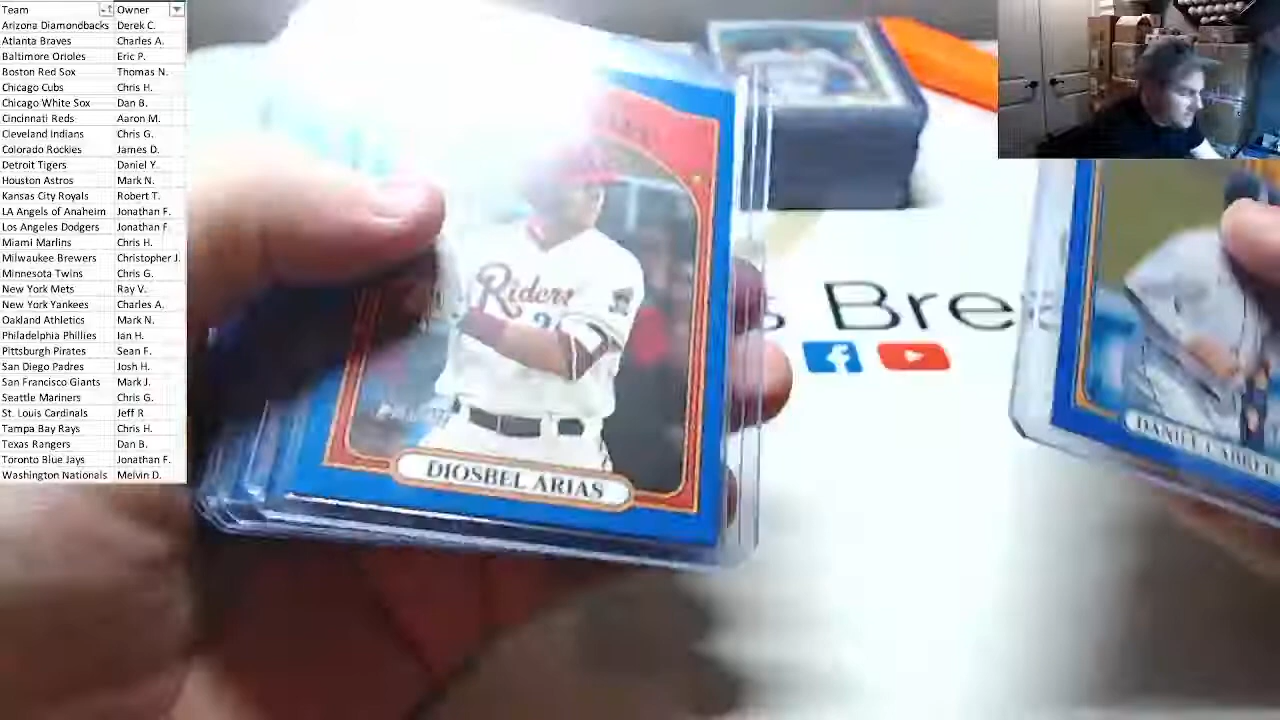 Team Owner
Arizona Diamondbacks Derek C.
Atlanta Braves Charles A.
Baltimore Orioles Eric P.
Boston Red Sox Thomas N.
Chicago Cubs Chris H.
Chicago White Sox Dan B.
Cincinnati Reds Aaron M.
Cleveland Indians Chris G.
Colorado Rockies James D.
Detroit Tigers Daniel Y.
Houston Astros Mark N.
Kansas City Royals Robert T.
LA Angels of Anaheim Jonathan F.
Los Angeles Dodgers Jonathan F.
Miami Marlins Chris H.
Milwaukee Brewers Christopher J.
Minnesota Twins Chris G.
New York Mets Ray V.
New York Yankees Charles A.
Oakland Athletics Mark N.
Philadelphia Phillies Ian H.
Pittsburgh Pirates Sean F.
San Diego Padres Josh H.
San Francisco Giants Mark J.
Seattle Mariners Chris G.
St. Louis Cardinals Jeff R
Tampa Bay Rays Chris H.
Texas Rangers Dan B.
Toronto Blue Jays Jonathan F.
Washington Nationals Melvin D.
Riders
DIOSBEL ARIAS
s Bre
DANIEL